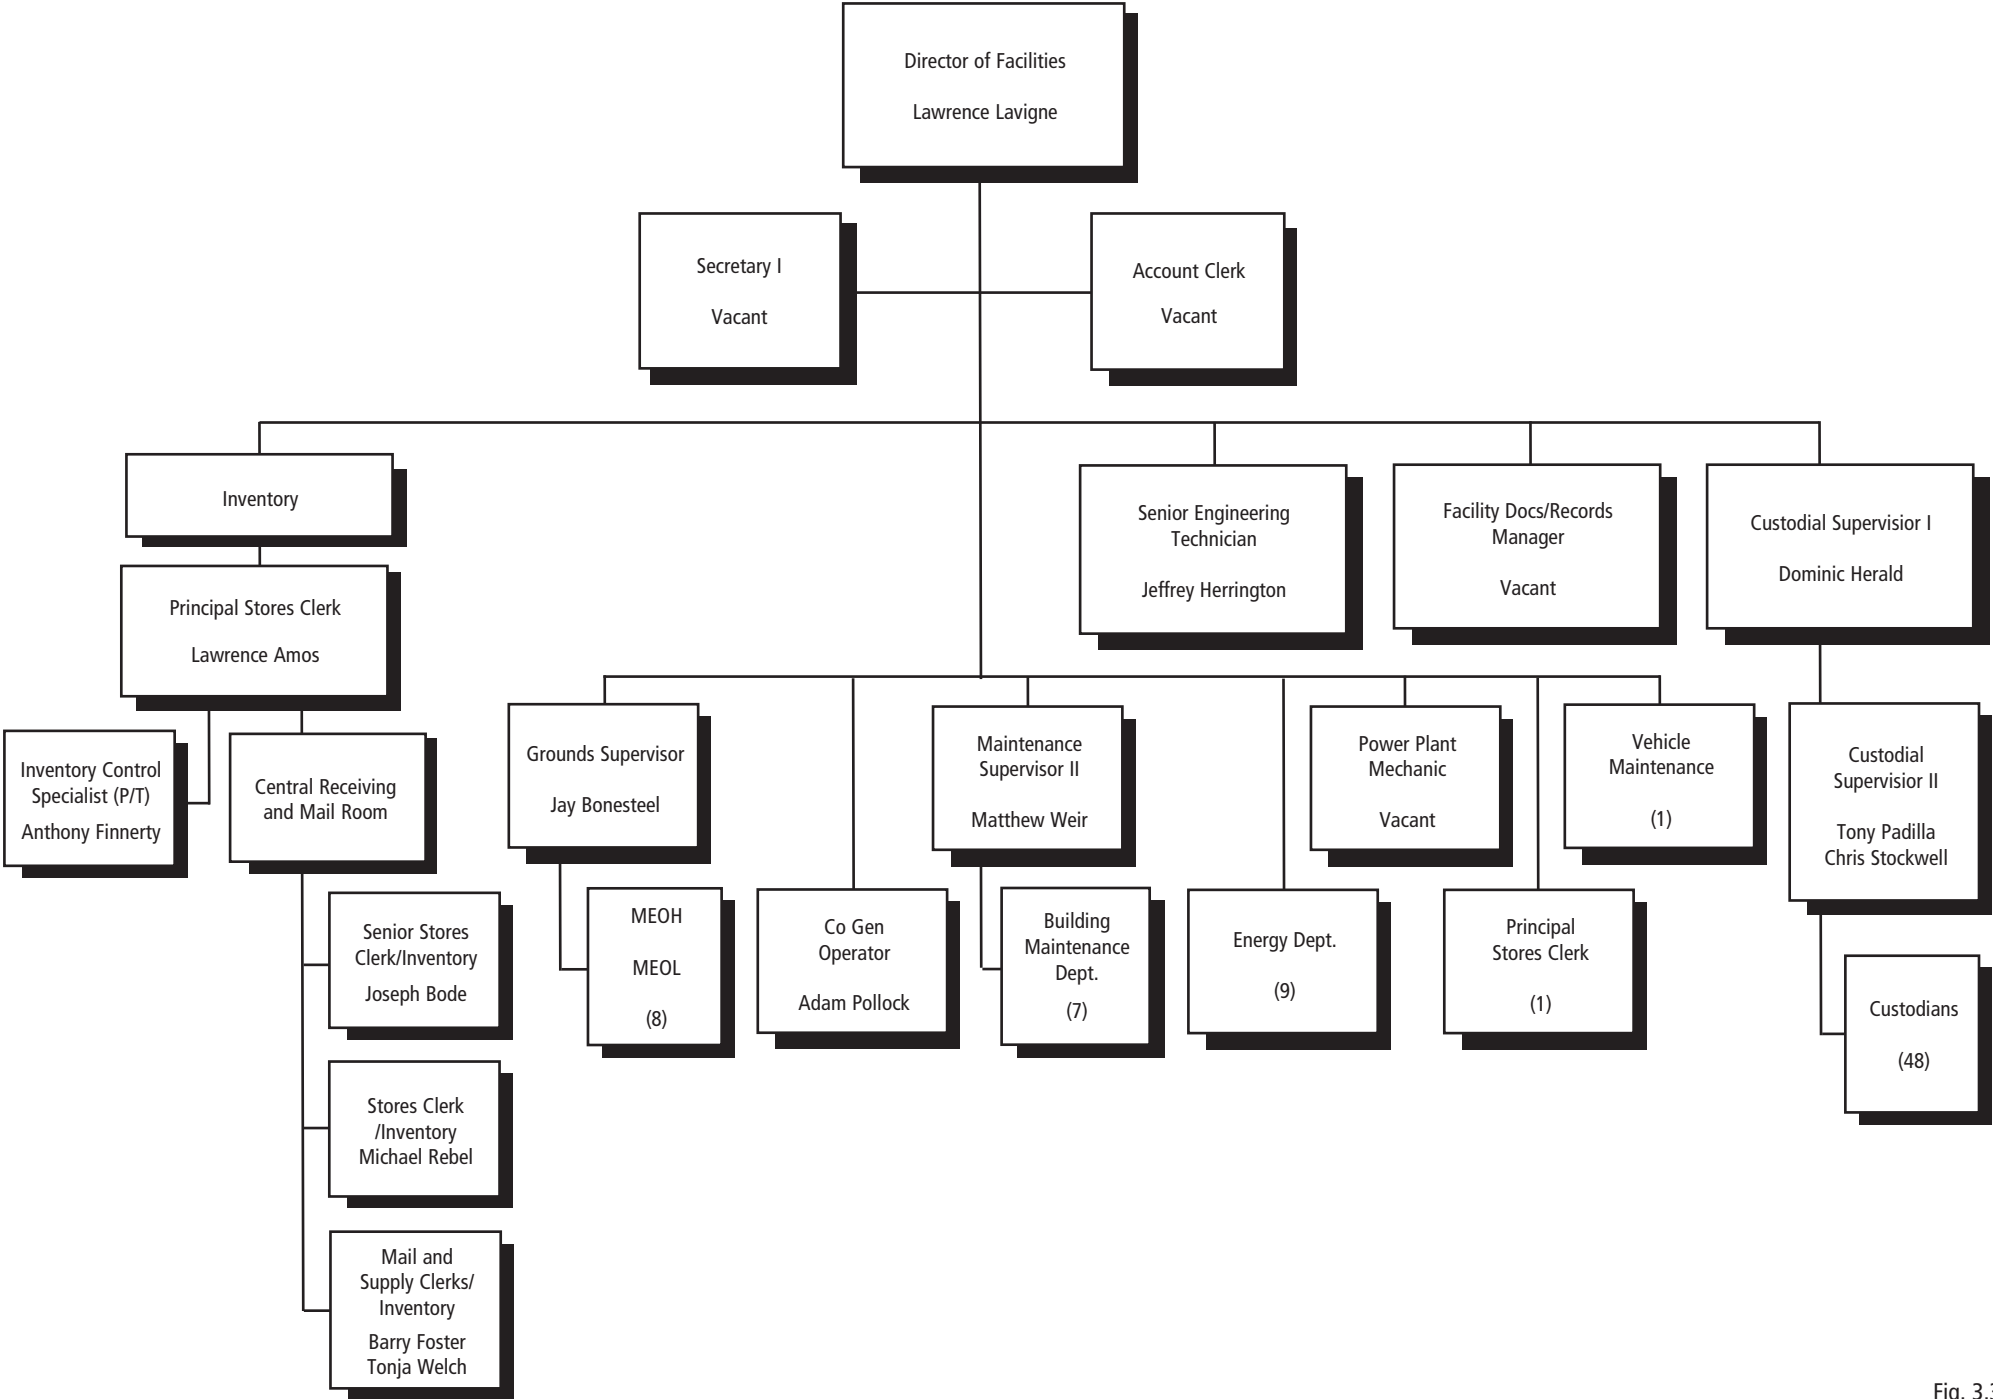 Director of Facilities
Lawrence Lavigne
Secretary I
Vacant
Account Clerk
Vacant
Inventory
Senior Engineering
Technician
Jeffrey Herrington
Facility Docs/Records
Manager
Vacant
Custodial Supervisior I
Dominic Herald
Principal Stores Clerk
Lawrence Amos
Inventory Control
Specialist (P/T)
Anthony Finnerty
Central Receiving
and Mail Room
Grounds Supervisor
Jay Bonesteel
Maintenance
Supervisor II
Matthew Weir
Power Plant
Mechanic
Vacant
Vehicle
Maintenance
(1)
Custodial
Supervisior II
Tony Padilla
Chris Stockwell
Senior Stores
Clerk/Inventory
Joseph Bode
MEOH
MEOL
(8)
Co Gen
Operator
Adam Pollock
Building
Maintenance
Dept.
(7)
Energy Dept.
(9)
Principal
Stores Clerk
(1)
Custodians
(48)
Stores Clerk
/Inventory
Michael Rebel
Mail and
Supply Clerks/
Inventory
Barry Foster
Tonja Welch
Fig.